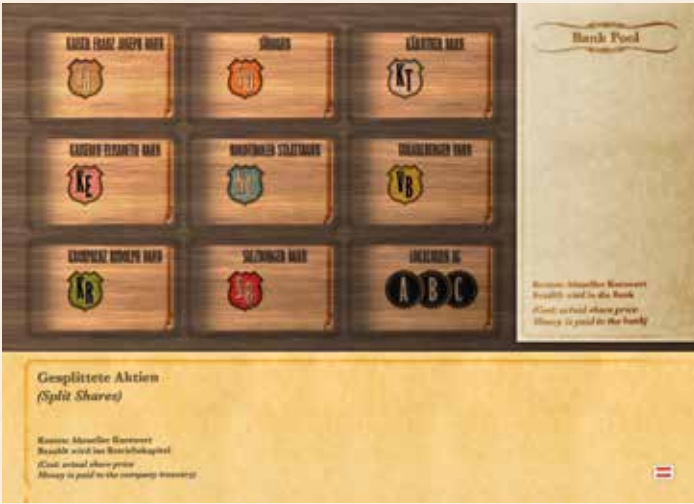 KAISER FRANZ JOSEPH BAHN
SÜDBAHN
KÄRNTNER BAHN
KT
KAISERIN ELISABETH BAHN
NORDTIROLER STAATSBAHN
VORARLBERGER BAHN
KE
VB
KRONPRINZ RUDOLPH BAHN
SALZBURGER BAHN
LOKALBAHN AG
KR
SB
A B C
Bank Pool
Kosten: Aktueller Kurswert
Bezahlt wird in die Bank
(Cost: actual share price
Money is paid to the bank)
Gesplittete Aktien
(Split Shares)
Kosten: Aktueller Kurswert
Bezahlt wird ins Betriebskapital
(Cost: actual share price
Money is paid to the company treasury)